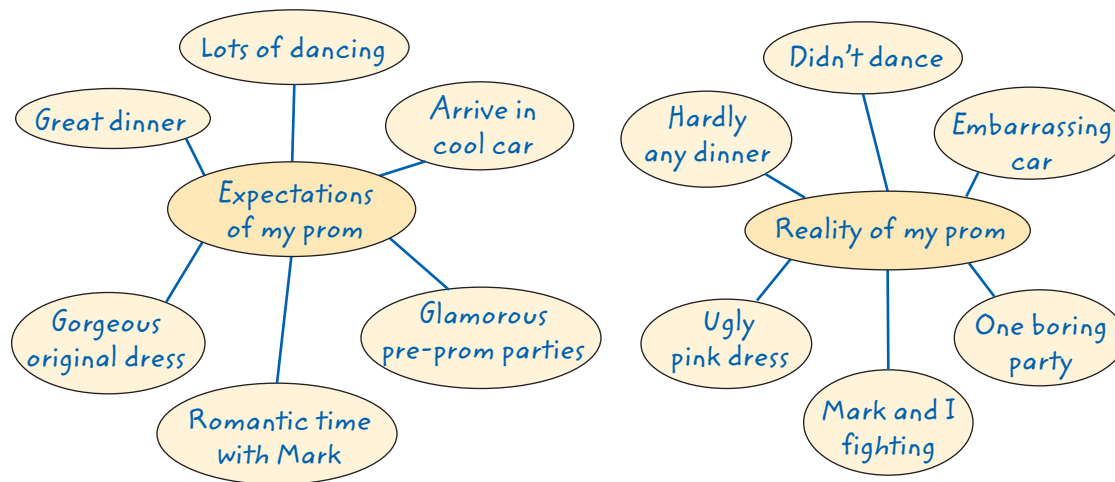 Lots of dancing
Great dinner
Arrive in
cool car
Expectations
of my prom
Gorgeous
original dress
Glamorous
pre-prom parties
Romantic time
with Mark
Didn't dance
Hardly
any dinner
Embarrassing
car
Reality of my prom
Ugly
pink dress
One boring
party
Mark and I
fighting